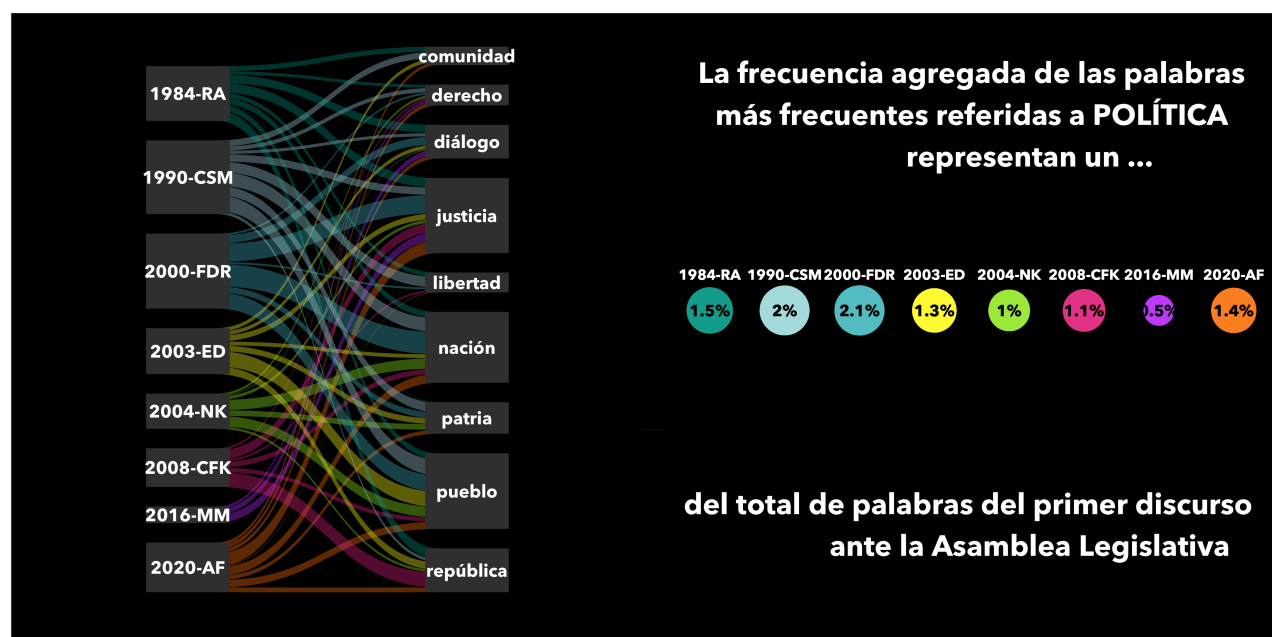 1984-RA
1990-CSM
2000-FDR
2003-ED
2004-NK
2008-CFK
2016-MM
2020-AF
comunidad
derecho
diálogo
justicia
libertad
nación
patria
pueblo
república
La frecuencia agregada de las palabras
más frecuentes referidas a POLÍTICA
representan un ...
1984-RA 1990-CSM 2000-FDR 2003-ED 2004-NK 2008-CFK 2016-MM 2020-AF
1.5% 2% 2.1% 1.3% 1% 1.1% 0.5% 1.4%
del total de palabras del primer discurso
ante la Asamblea Legislativa